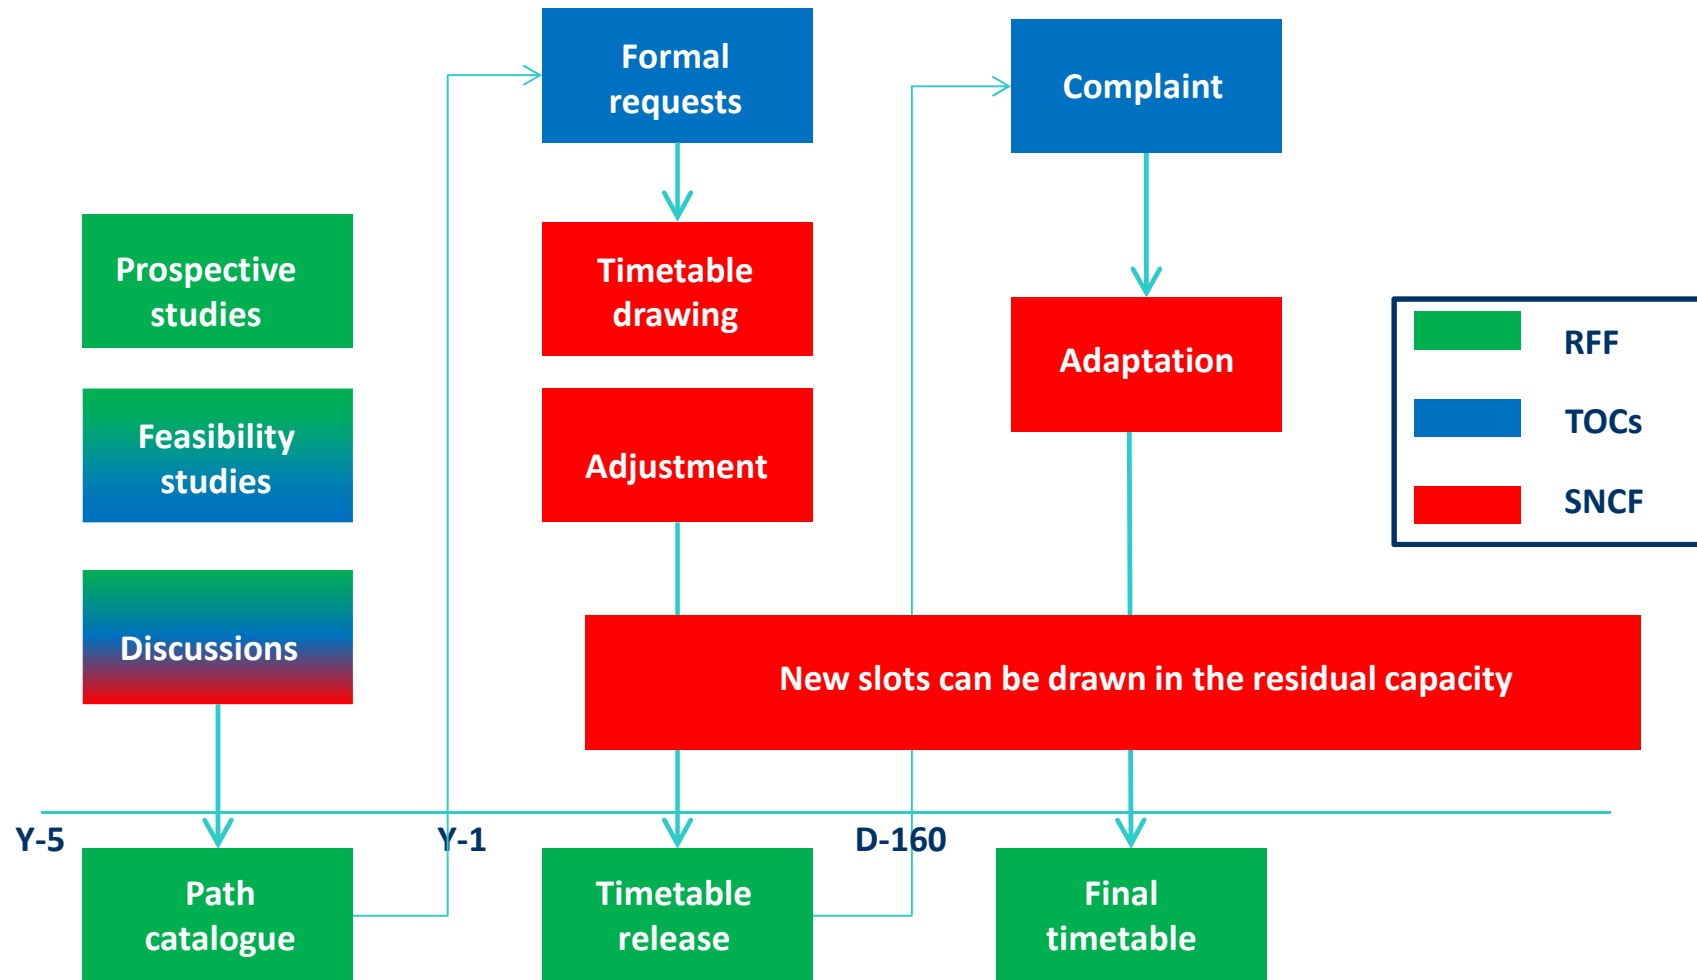 Formal
requests
Complaint
Prospective
studies
Timetable
drawing
Adaptation
RFF
TOCs
SNCF
Feasibility
studies
Adjustment
Discussions
New slots can be drawn in the residual capacity
Y-5
Y-1
D-160
Path
catalogue
Timetable
release
Final
timetable